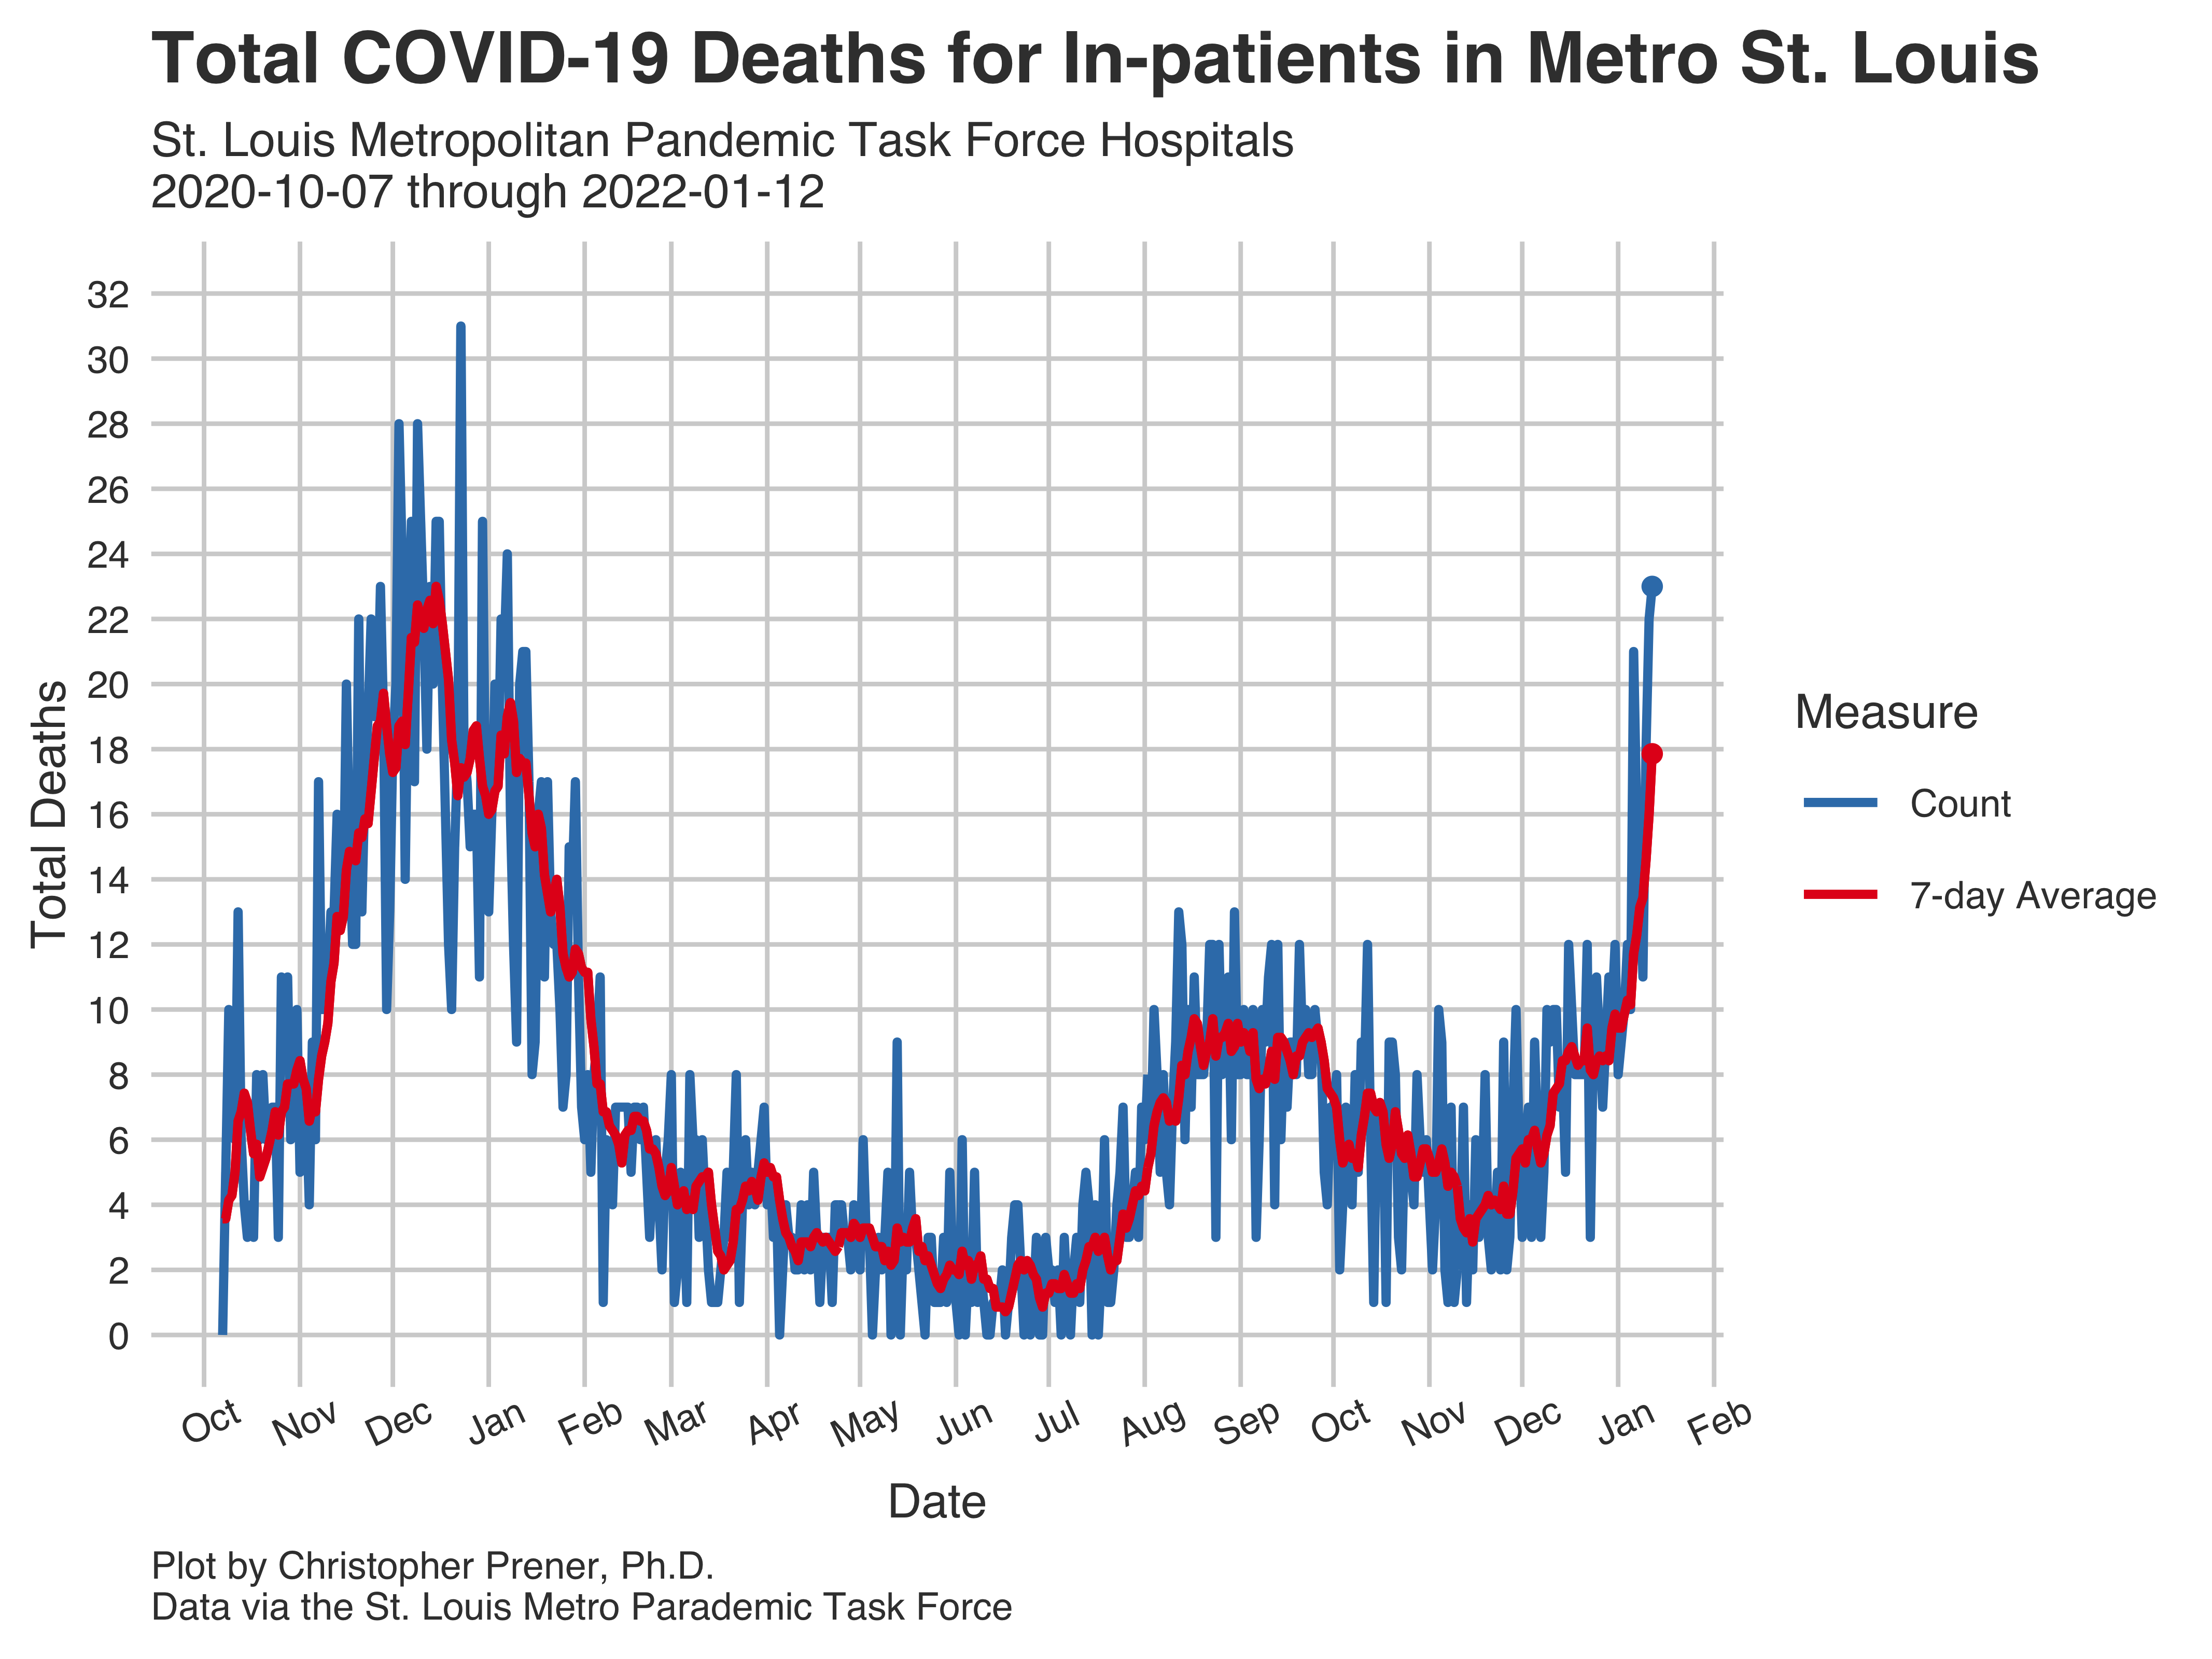 Total COVID-19 Deaths for In-patients in Metro St. Louis
St. Louis Metropolitan Pandemic Task Force Hospitals
2020-10-07 through 2022-01-12
32
30
28
26
24
22
20
18
16
14
12
10
8
6
4
2
0
Total Deaths
Oct Nov Dec Jan Feb Mar Apr May Jun Jul Aug Sep Oct Nov Dec Jan Feb
Date
Measure
Count
7-day Average
Plot by Christopher Prener, Ph.D.
Data via the St. Louis Metro Parademic Task Force